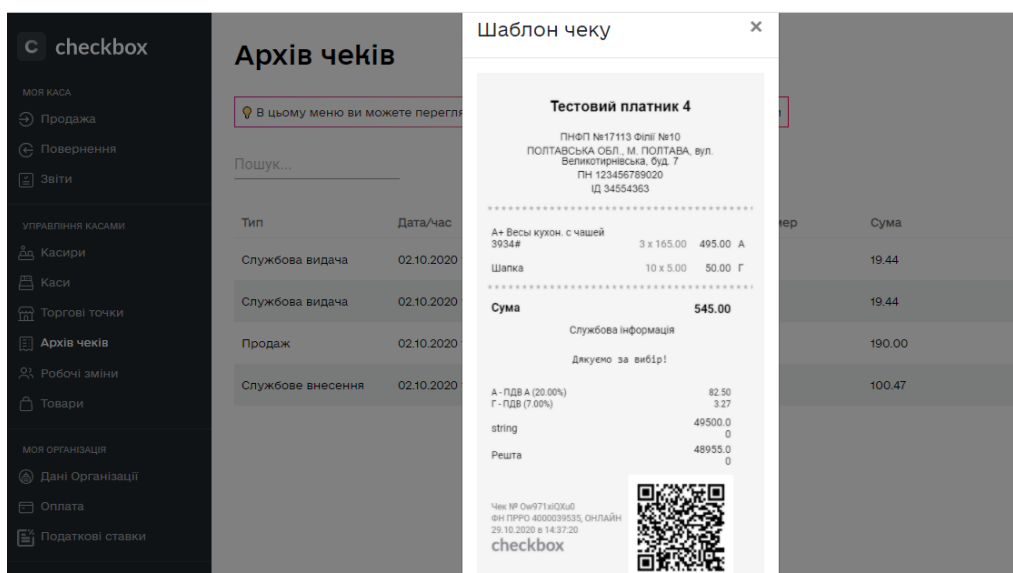 checkbox
МОЯ КАСА
Продажа
Повернення
Звіти
УПРАВЛІННЯ КАСАМИ
Касири
Каси
Торгові точки
Архів чеків
Робочі зміни
Товари
МОЯ ОРГАНІЗАЦІЯ
Дані Організації
Оплата
Податкові ставки
Архів чеків
В цьому меню ви можете
Пошук...
Тип Дата/час Сума
Службова видача 02.10.2020 19.44
Службова видача 02.10.2020 19.44
Продаж 02.10.2020 190.00
Службове внесення 02.10.2020 100.47
Шаблон чеку ×
Тестовий платник 4
ПНФП №17113 Філії №10
ПОЛТАВСЬКА ОБЛ., М. ПОЛТАВА, вул.
Великотирнівська, буд. 7
ПН 123456789020
ІД 34554363
А+ Весы кухон. с чашей
3934# 3 x 165.00 495.00 А
Шапка 10 x 5.00 50.00 Г
Сума 545.00
Службова інформація
Дякуємо за вибір!
А - ПДВ А (20.00%) 82.50
Г - ПДВ (7.00%) 3.27
string 49500.0
0
Решта 48955.0
0
Чек № Ow971xiQXu0
ФН ПРРО 4000039535, ОНЛАЙН
29.10.2020 в 14:37:20
checkbox